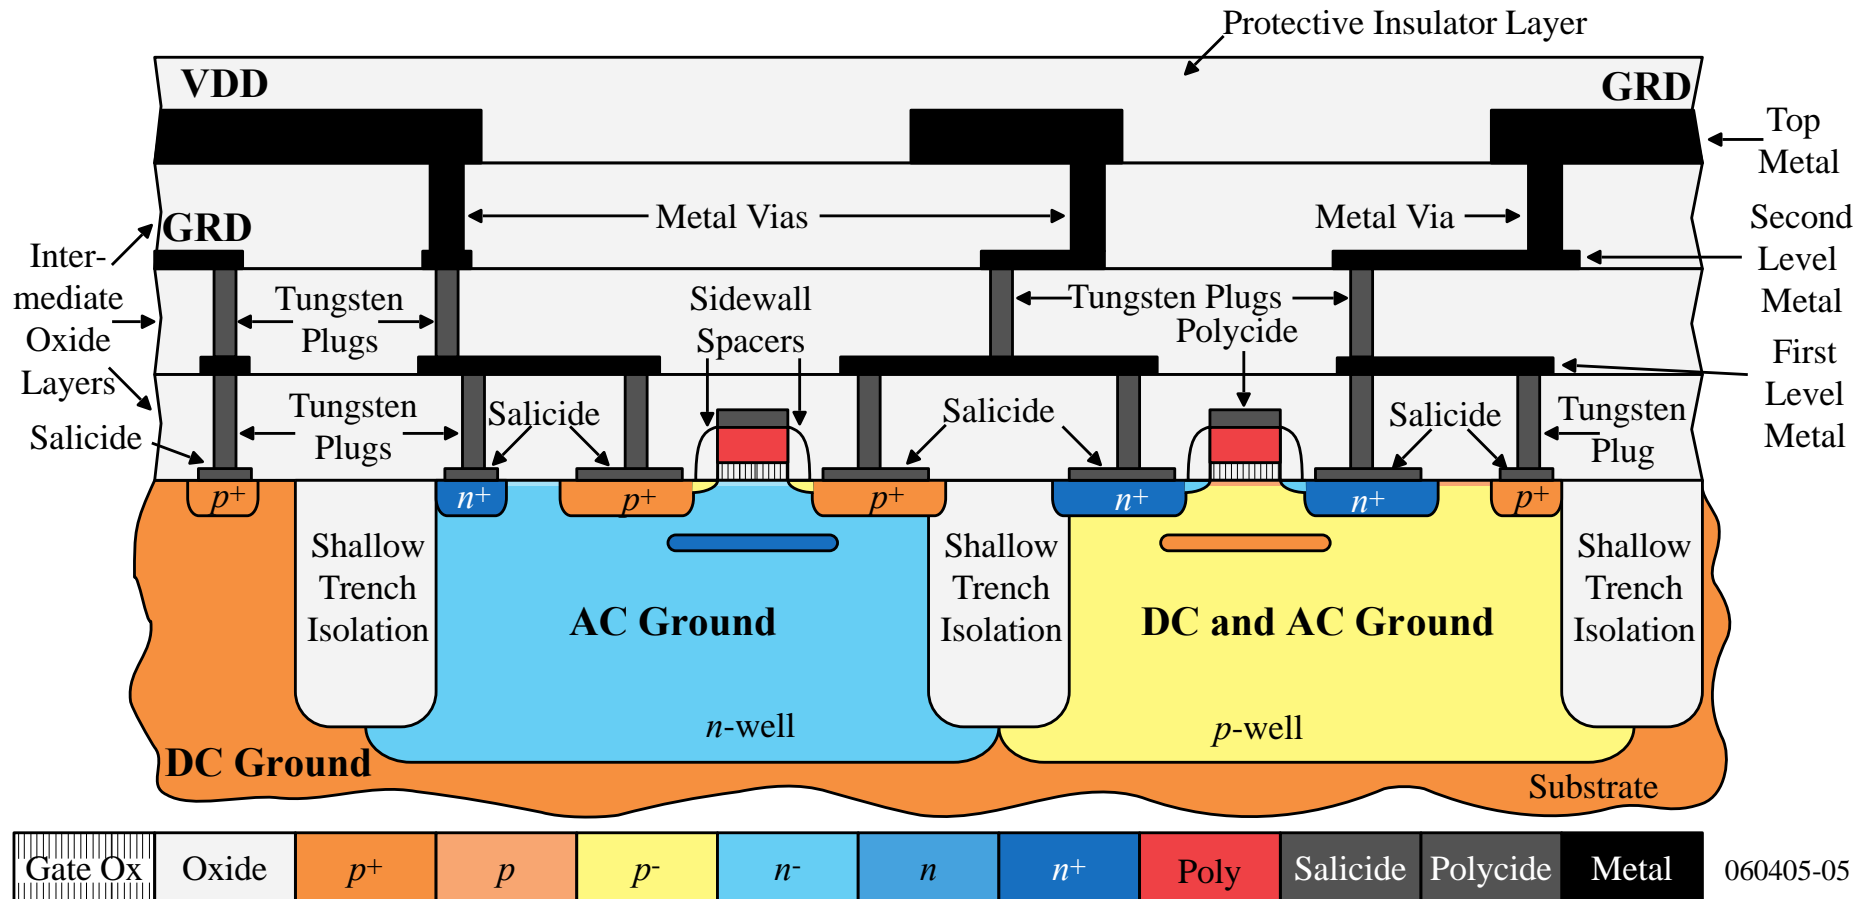 Protective Insulator Layer
VDD
GRD
Top
Metal
Metal Vias
Metal Via
Second
Level
Metal
GRD
Inter-
mediate
Oxide
Layers
Tungsten
Plugs
Sidewall
Spacers
Tungsten Plugs
Polycide
First
Level
Metal
Salicide
Tungsten
Plugs
Salicide
Salicide
Salicide
Tungsten
Plug
p+
n+
p+
p+
n+
n+
p+
Shallow
Trench
Isolation
Shallow
Trench
Isolation
Shallow
Trench
Isolation
AC Ground
DC and AC Ground
n-well
p-well
DC Ground
Substrate
Gate Ox Oxide p+ p p- n- n n+ Poly Salicide Polycide Metal
060405-05